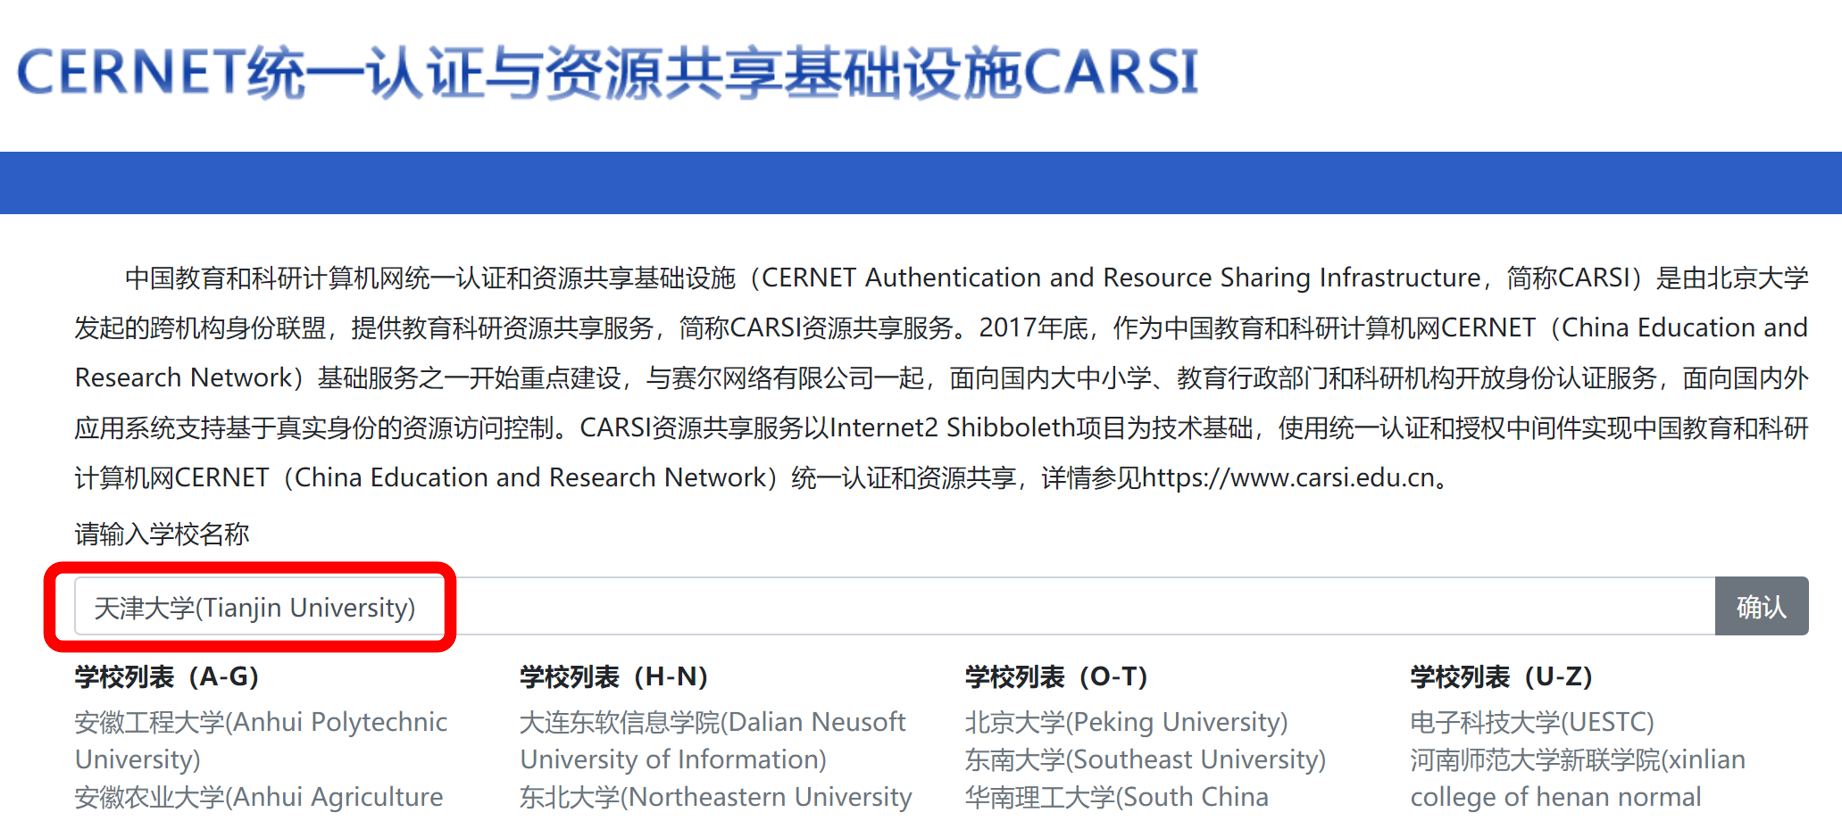 CERNET统一认证与资源共享基础设施CARSI
中国教育和科研计算机网统一认证和资源共享基础设施（CERNET Authentication and Resource Sharing Infrastructure，简称CARSI）是由北京大学
发起的跨机构身份联盟，提供教育科研资源共享服务，简称CARSI资源共享服务。2017年底，作为中国教育和科研计算机网CERNET（China Education and
Research Network）基础服务之一开始重点建设，与赛尔网络有限公司一起，面向国内大中小学、教育行政部门和科研机构开放身份认证服务，面向国内外
应用系统支持基于真实身份的资源访问控制。CARSI资源共享服务以Internet2 Shibboleth项目为技术基础，使用统一认证和授权中间件实现中国教育和科研
计算机网CERNET（China Education and Research Network）统一认证和资源共享，详情参见https://www.carsi.edu.cn。
请输入学校名称
天津大学(Tianjin University)
确认
学校列表（A-G）
安徽工程大学(Anhui Polytechnic
University)
安徽农业大学(Anhui Agriculture
学校列表（H-N）
大连东软信息学院(Dalian Neusoft
University of Information)
东北大学(Northeastern University
学校列表（O-T）
北京大学(Peking University)
东南大学(Southeast University)
华南理工大学(South China
学校列表（U-Z）
电子科技大学(UESTC)
河南师范大学新联学院(xinlian
college of henan normal